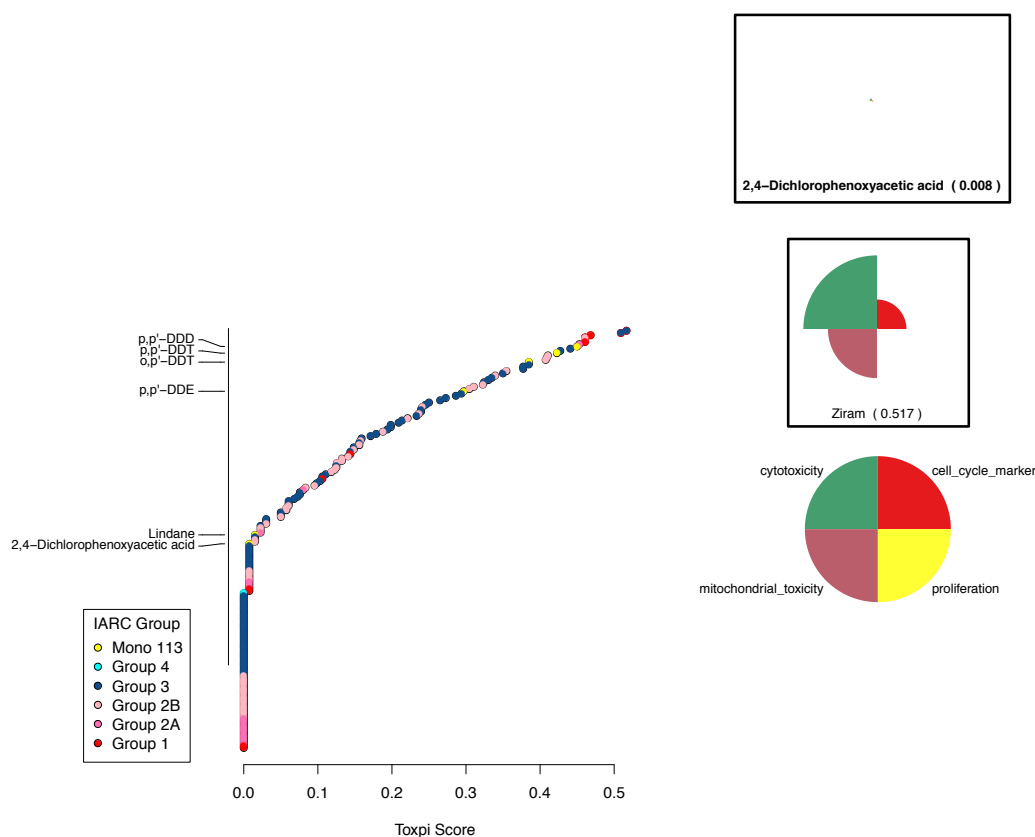 2,4−Dichlorophenoxyacetic acid ( 0.008 )
Ziram ( 0.517 )
cytotoxicity
cell_cycle_marker
mitochondrial_toxicity
proliferation
p,p'−DDD
p,p'−DDT
o,p'−DDT
p,p'−DDE
Lindane
2,4−Dichlorophenoxyacetic acid
IARC Group
Mono 113
Group 4
Group 3
Group 2B
Group 2A
Group 1
0.0 0.1 0.2 0.3 0.4 0.5
Toxpi Score